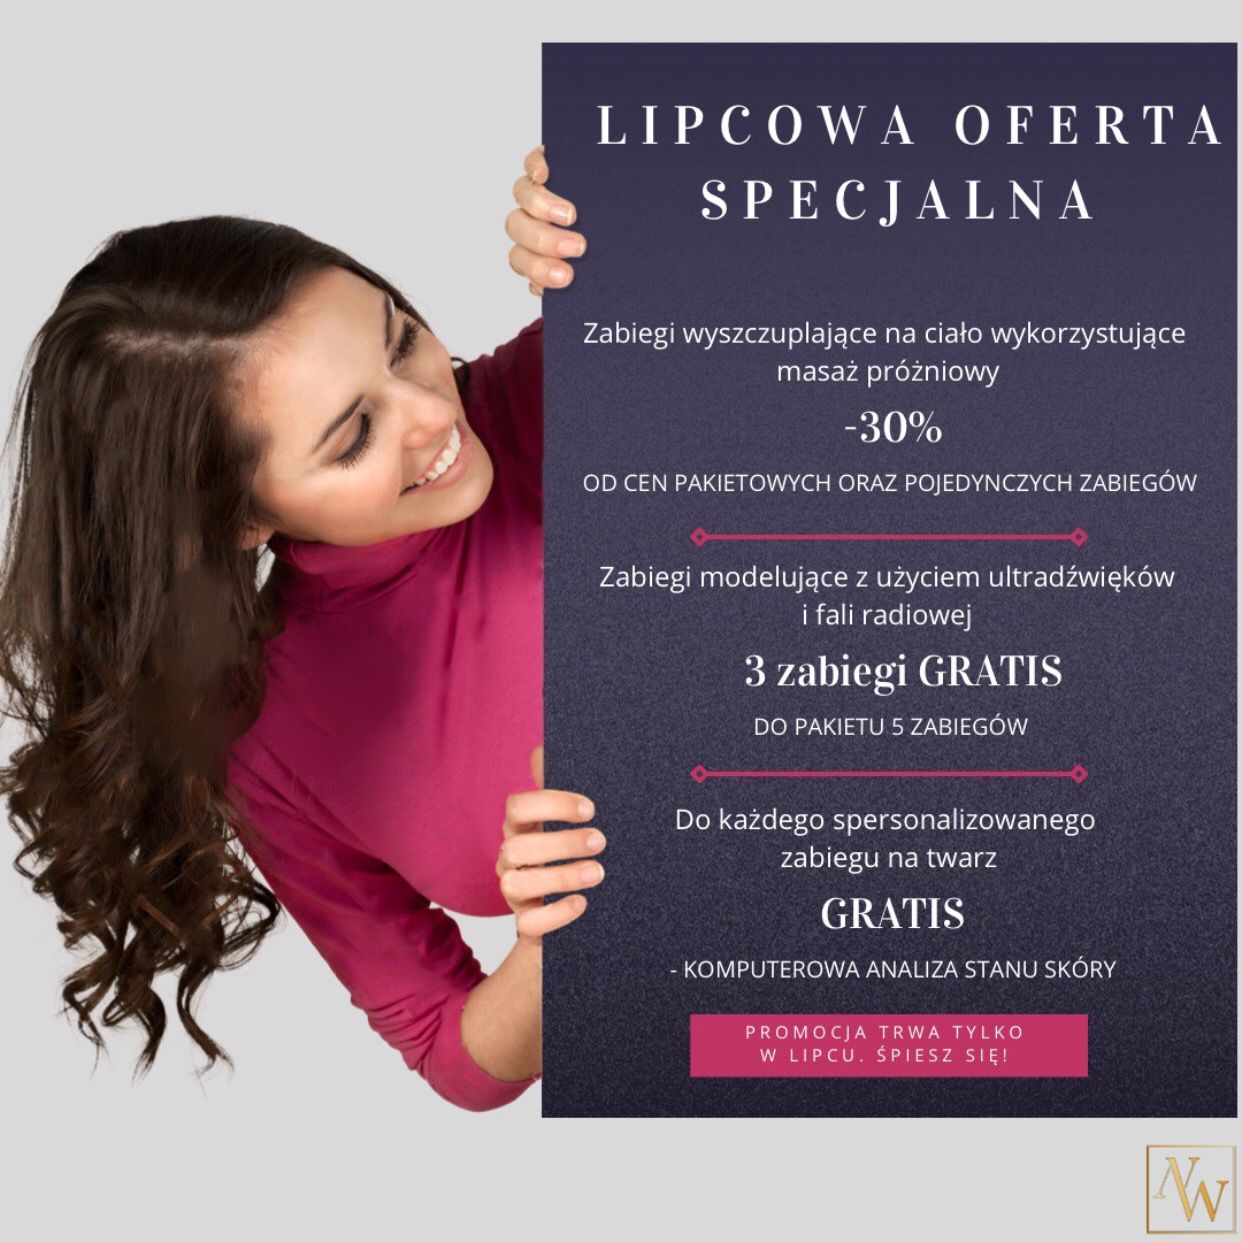 LIPCOWA OFERTA
SPECJALNA
Zabiegi wyszczuplające na ciało wykorzystujące
masaż próżniowy
-30%
OD CEN PAKIETOWYCH ORAZ POJEDYNCZYCH ZABIEGÓW
Zabiegi modelujące z użyciem ultradźwięków
i fali radiowej
3 zabiegi GRATIS
DO PAKIETU 5 ZABIEGÓW
Do każdego spersonalizowanego
zabiegu na twarz
GRATIS
- KOMPUTEROWA ANALIZA STANU SKÓRY
PROMOCJA TRWA TYLKO
W LIPCU. ŚPIESZ SIĘ!
NW